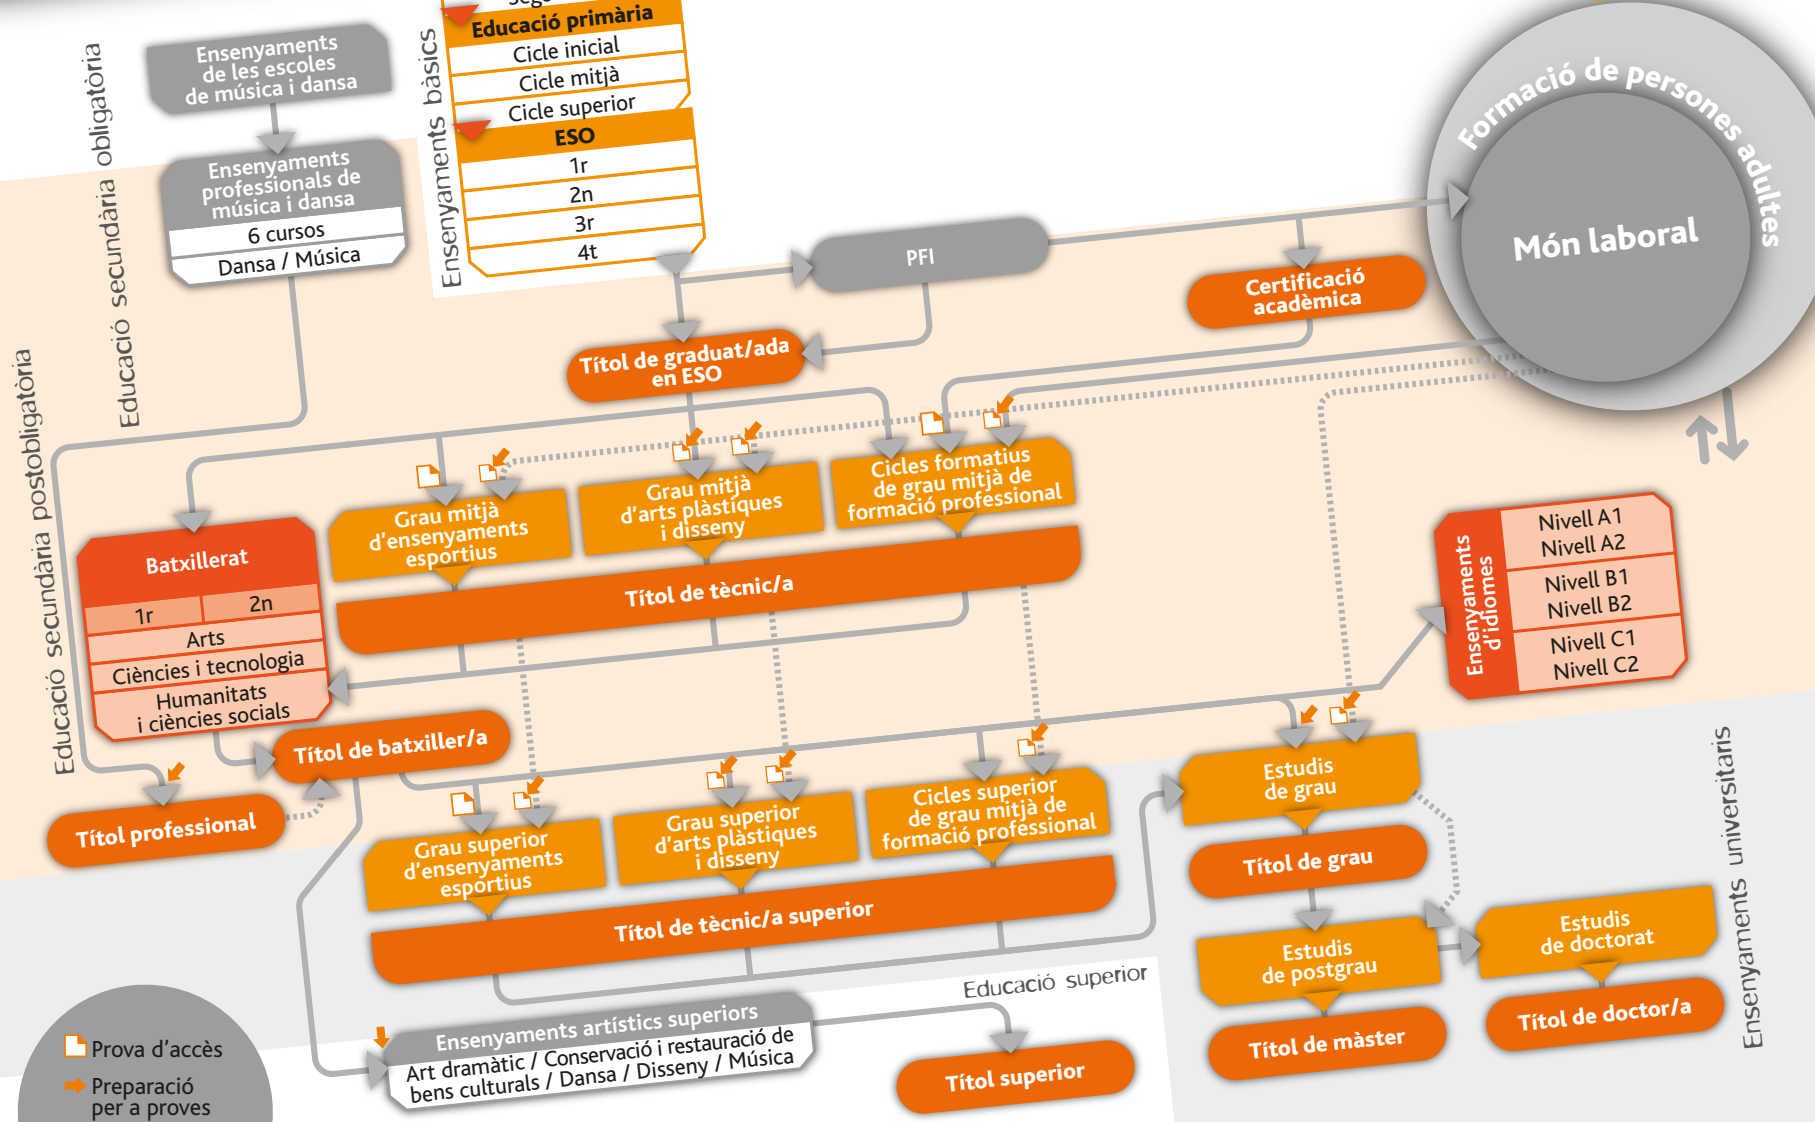 Ensenyaments
de les escoles
de música i dansa
Ensenyaments
professionals de
música i dansa
6 cursos
Dansa / Música
Educació secundària obligatòria
Ensenyaments bàsics
Educació primària
Cicle inicial
Cicle mitjà
Cicle superior
ESO
1r
2n
3r
4t
PFI
Títol de graduat/ada
en ESO
Certificació
acadèmica
Formació de persones adultes
Món laboral
Educació secundària postobligatòria
Batxillerat
1r
2n
Arts
Ciències i tecnologia
Humanitats
i ciències socials
Grau mitjà
d'ensenyaments
esportius
Grau mitjà
d'arts plàstiques
i disseny
Cicles formatius
de grau mitjà de
formació professional
Títol de tècnic/a
Ensenyaments
d'idiomes
Nivell A1
Nivell A2
Nivell B1
Nivell B2
Nivell C1
Nivell C2
Títol de batxiller/a
Títol professional
Grau superior
d'ensenyaments
esportius
Grau superior
d'arts plàstiques
i disseny
Cicles superior
de grau mitjà de
formació professional
Títol de tècnic/a superior
Estudis
de grau
Títol de grau
Estudis
de postgrau
Títol de màster
Estudis
de doctorat
Títol de doctor/a
Ensenyaments universitaris
Educació superior
Ensenyaments artístics superiors
Art dramàtic / Conservació i restauració de
bens culturals / Dansa / Disseny / Música
Títol superior
Prova d'accès
Preparació
per a proves